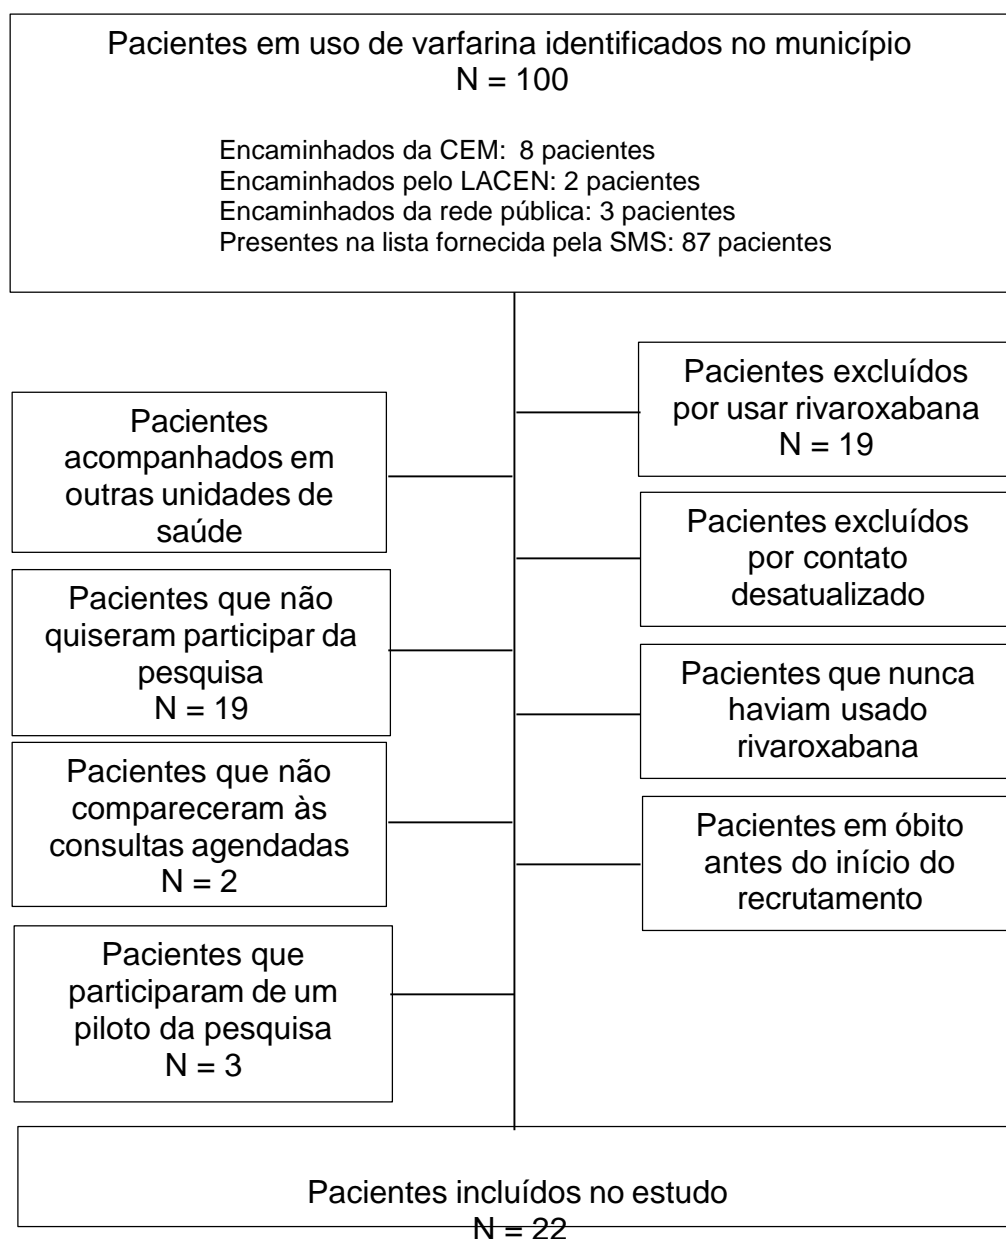 Pacientes em uso de varfarina identificados no município
N = 100
Encaminhados da CEM: 8 pacientes
Encaminhados pelo LACEN: 2 pacientes
Encaminhados da rede pública: 3 pacientes
Presentes na lista fornecida pela SMS: 87 pacientes
Pacientes excluídos
por usar rivaroxabana
N = 19
Pacientes
acompanhados em
outras unidades de
saúde
Pacientes excluídos
por contato
desatualizado
Pacientes que não
quiseram participar da
pesquisa
N = 19
Pacientes que nunca
haviam usado
rivaroxabana
Pacientes que não
compareceram às
consultas agendadas
N = 2
Pacientes em óbito
antes do início do
recrutamento
Pacientes que
participaram de um
piloto da pesquisa
N = 3
Pacientes incluídos no estudo
N = 22